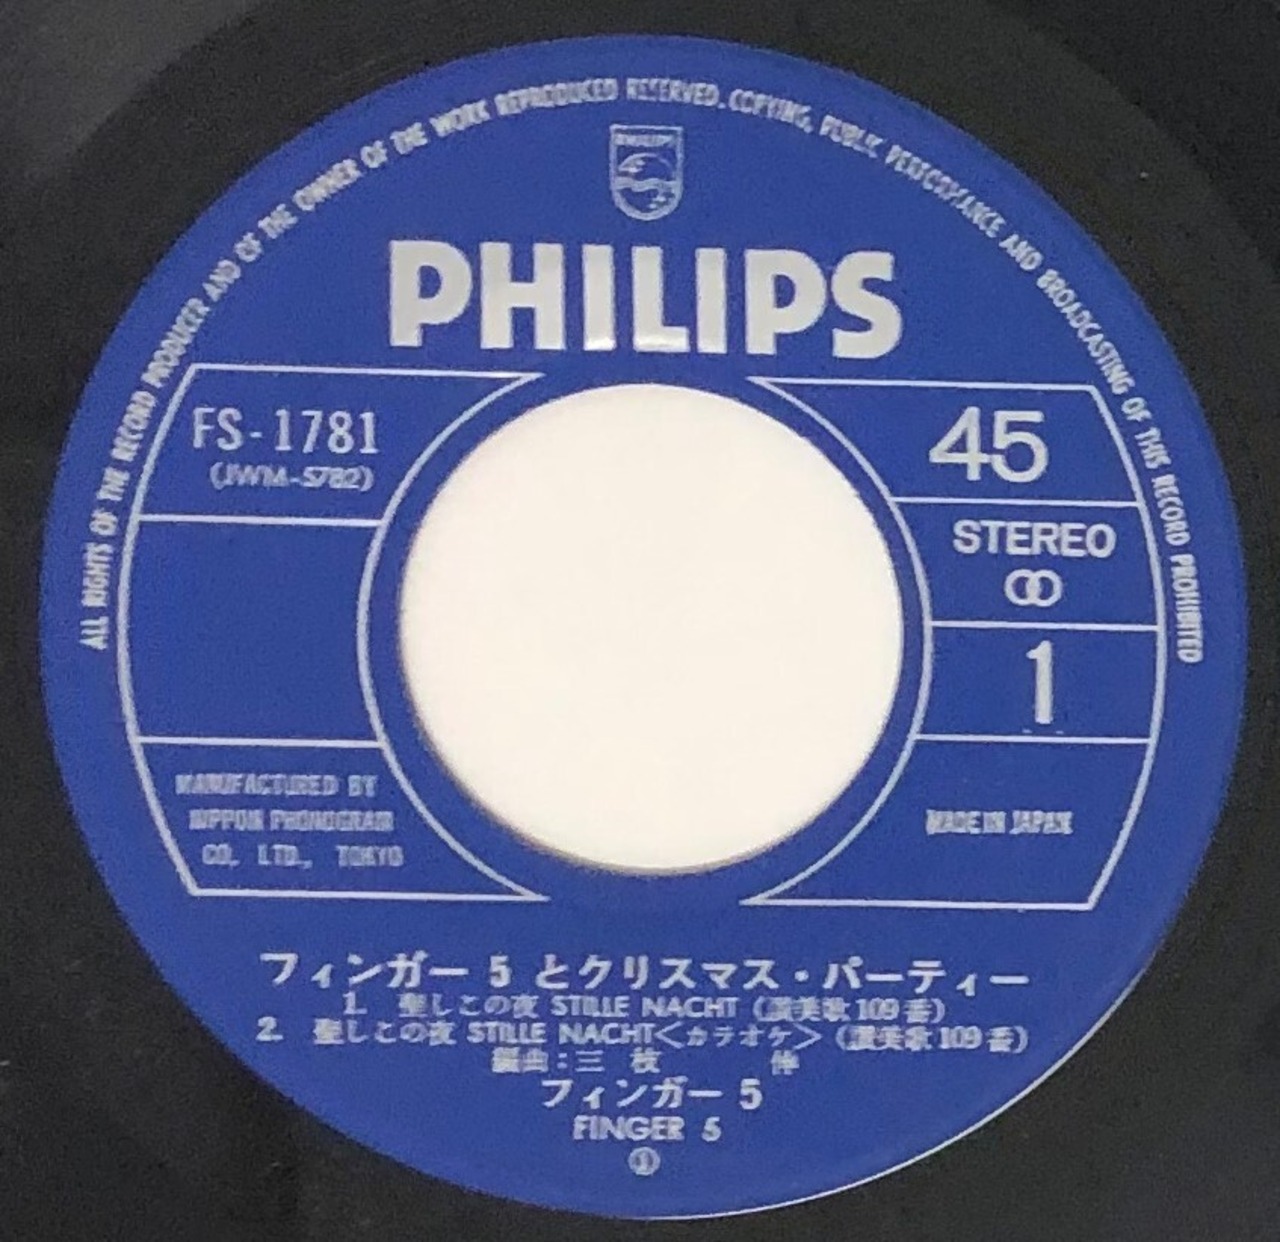 ALL RIGHTS OF THE RECORD PRODUCER AND OF THE OWNER OF THE WORK REPRODUCED RESERVED. COPYING, PUBLIC PERFORMANCE AND BROADCASTING OF THIS RECORD PROHIBITED
PHILIPS
PHILIPS
FS-1781
(JWM-5782)
45
STEREO
1
MANUFACTURED BY
NIPPON PHONOGRAM
CO., LTD., TOKYO
MADE IN JAPAN
フィンガー 5 とクリスマス・パーティー
1. 聖しこの夜 STILLE NACHT (讃美歌109番)
2. 聖しこの夜 STILLE NACHT<カラオケ> (讃美歌109番)
編曲:三枝 伸
フィンガー 5
FINGER 5
①